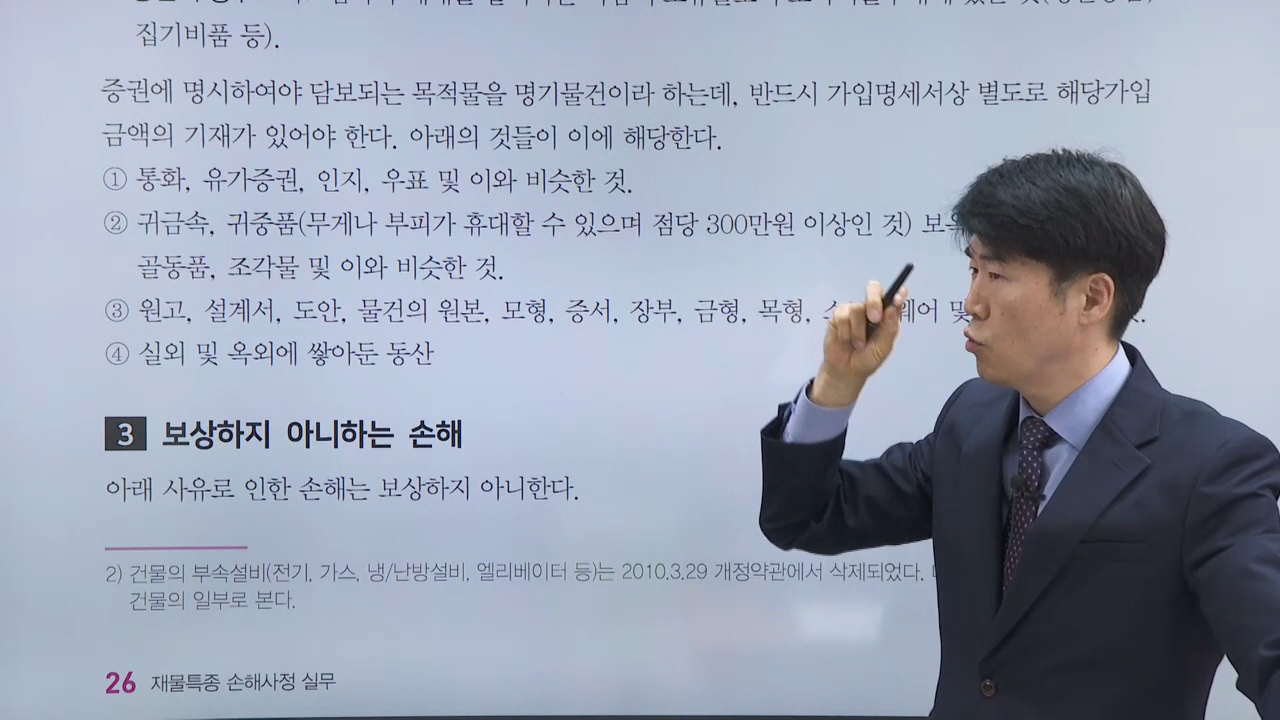 집기비품 등).
증권에 명시하여야 담보되는 목적물을 명기물건이라 하는데, 반드시 가입명세서상 별도로 해당가입
금액의 기재가 있어야 한다. 아래의 것들이 이에 해당한다.
① 통화, 유가증권, 인지, 우표 및 이와 비슷한 것.
② 귀금속, 귀중품(무게나 부피가 휴대할 수 있으며 점당 300만원 이상인 것)
골동품, 조각물 및 이와 비슷한 것.
③ 원고, 설계서, 도안, 물건의 원본, 모형, 증서, 장부, 금형, 목형,
④ 실외 및 옥외에 쌓아둔 동산
3 보상하지 아니하는 손해
아래 사유로 인한 손해는 보상하지 아니한다.
2) 건물의 부속설비(전기, 가스, 냉/난방설비, 엘리베이터 등)는 2010.3.29 개정약관에서 삭제되었다.
건물의 일부로 본다.
26 재물특종 손해사정 실무